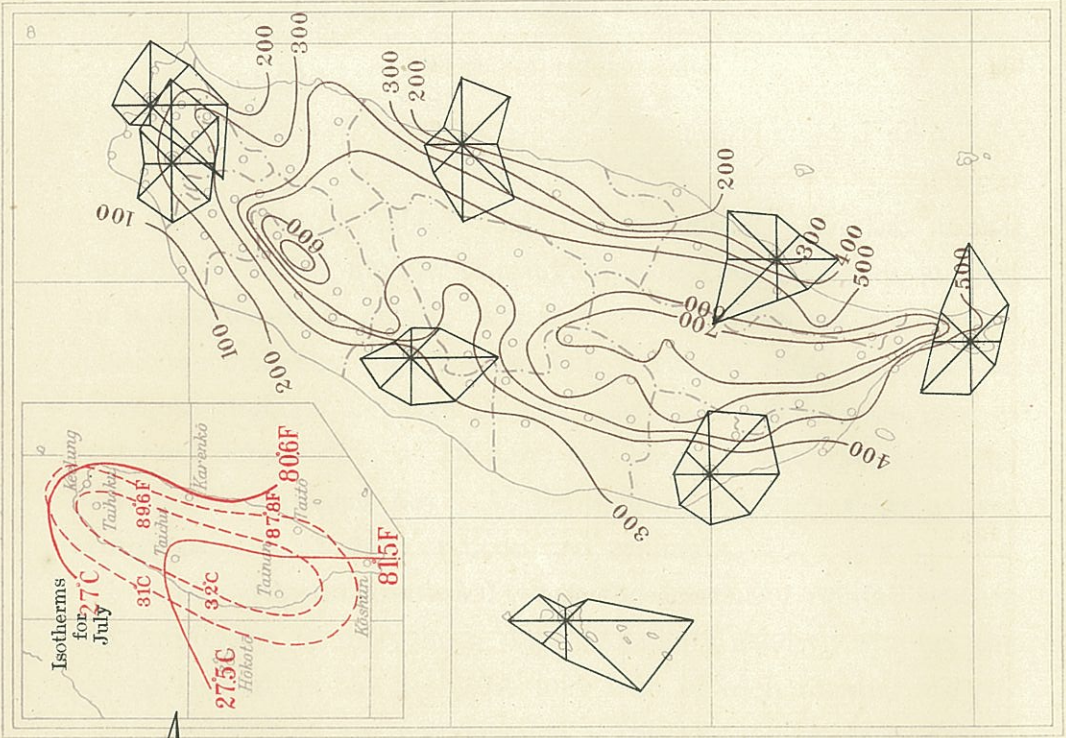 8
200
300
300
200
100
600
200
300
400
500
500
100
200
600
700
400
300
Isotherms
for
July
27°C
31C
32°C
27.5C
89.6F
87.8F
80.6F
81.5F
Keelung
Taihoku
Taichū
Karenkō
Tainan
Taitō
Kōshun
Hōkotō